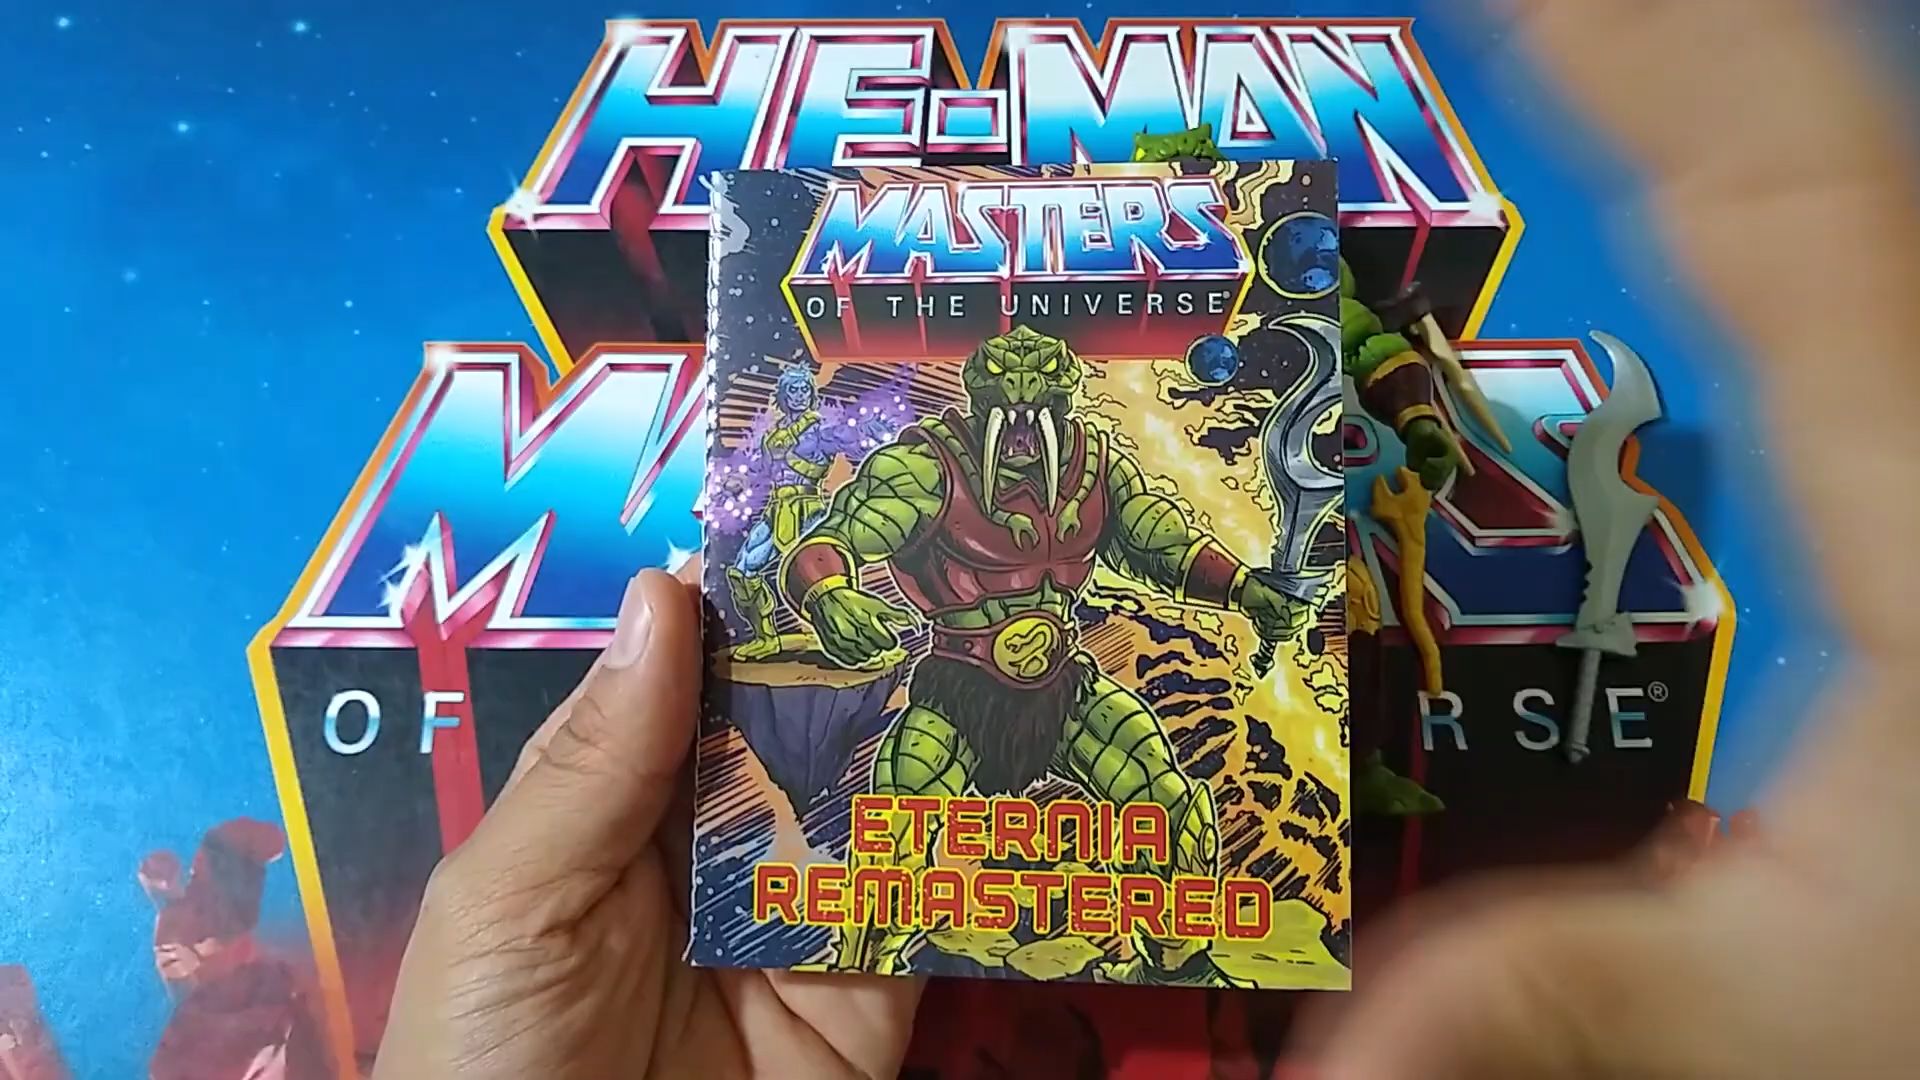 HE-MAN
MASTERS
OF THE UNIVERSE®
OF
RSE®
ETERNIA
REMASTERED